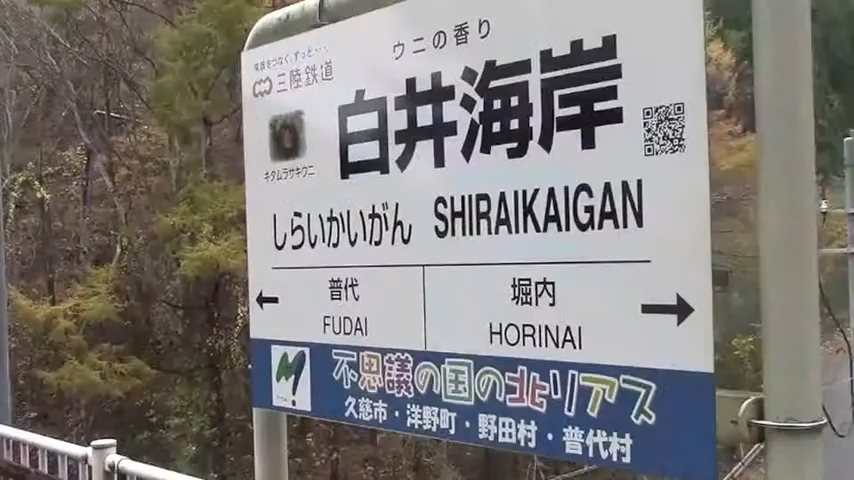 笑顔をつなぐ、ずっと…。
三陸鉄道
ウニの香り
白井海岸
キタムラサキウニ
しらいかいがん SHIRAIKAIGAN
普代
FUDAI
堀内
HORINAI
不思議の国の北リアス
久慈市・洋野町・野田村・普代村